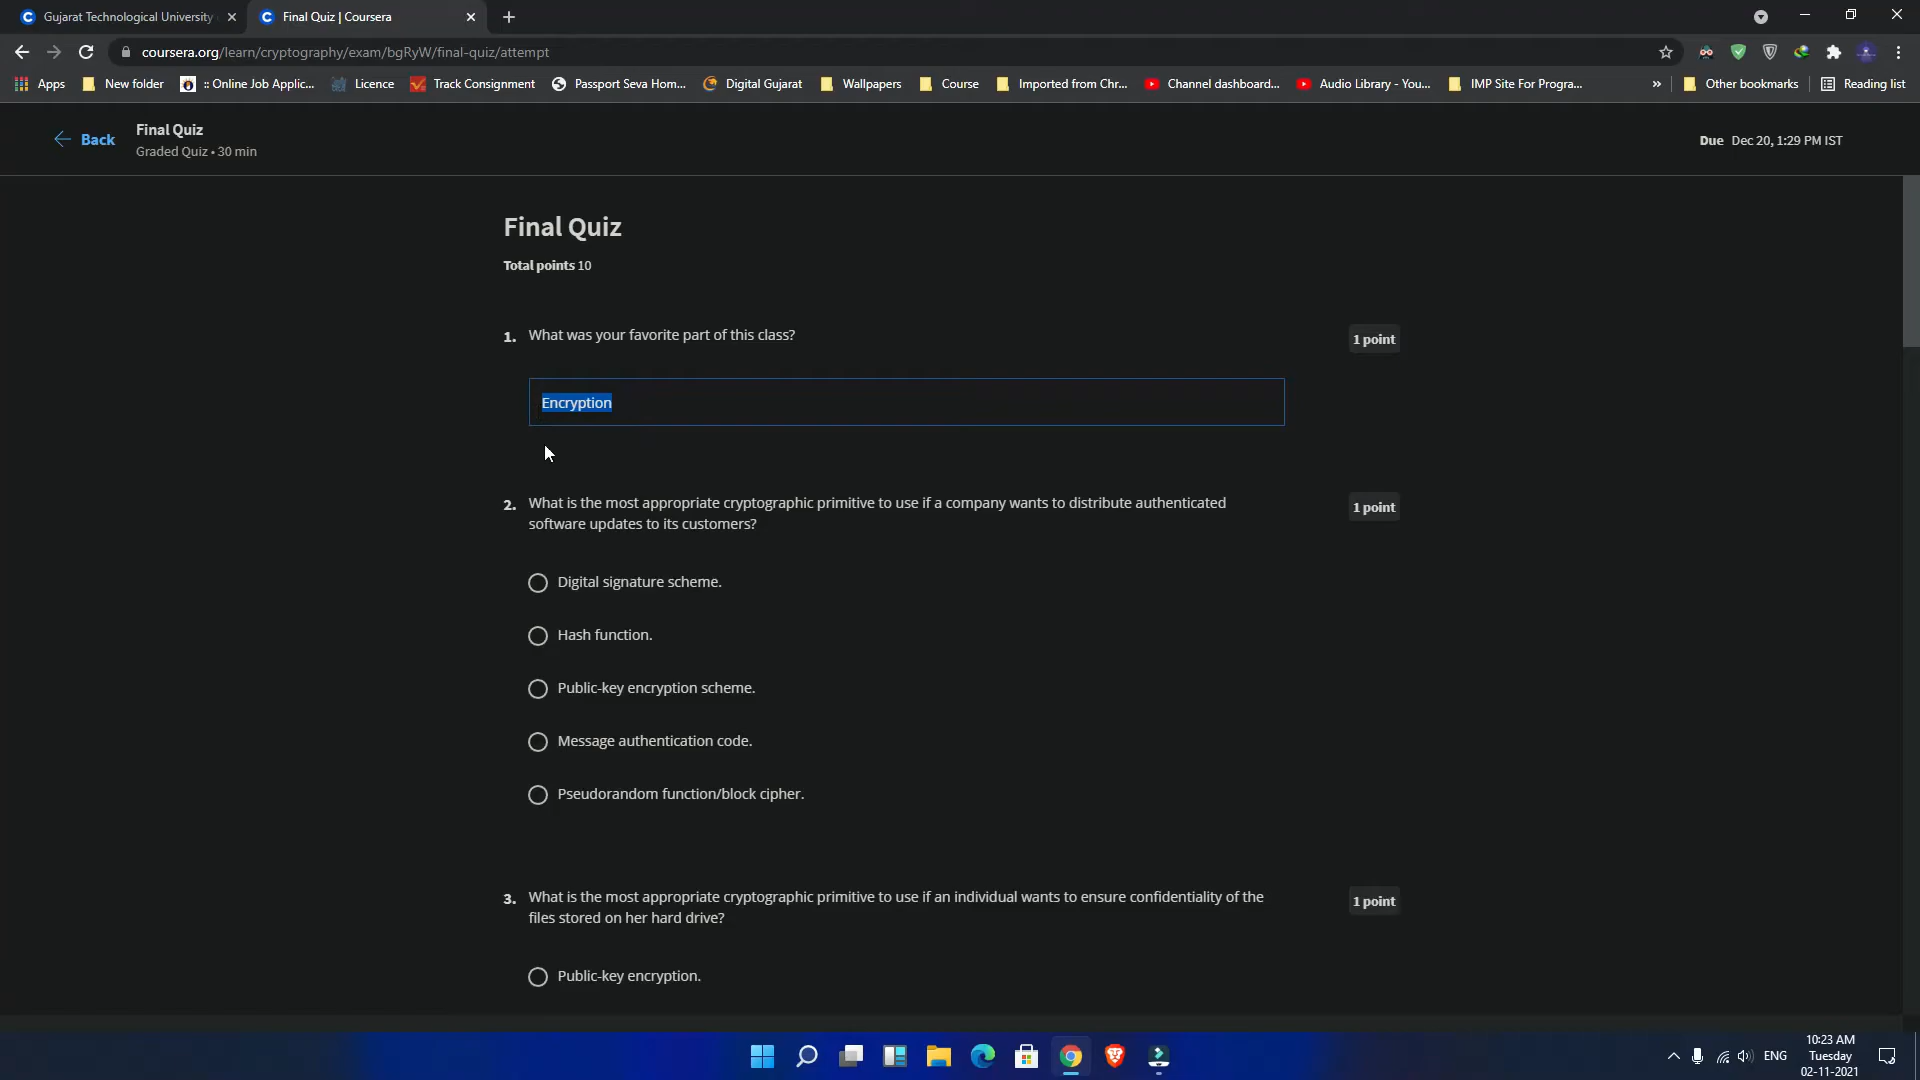 Gujarat Technological University
Final Quiz | Coursera
coursera.org/learn/cryptography/exam/bgRyW/final-quiz/attempt
Apps
New folder
:: Online Job Applic...
Licence
Track Consignment
Passport Seva Hom...
Digital Gujarat
Wallpapers
Course
Imported from Chr...
Channel dashboard...
Audio Library - You...
IMP Site For Progra...
»
Other bookmarks
Reading list
Back
Final Quiz
Graded Quiz • 30 min
Due Dec 20, 1:29 PM IST
Final Quiz
Total points 10
1. What was your favorite part of this class?
1 point
Encryption
2. What is the most appropriate cryptographic primitive to use if a company wants to distribute authenticated
software updates to its customers?
1 point
Digital signature scheme.
Hash function.
Public-key encryption scheme.
Message authentication code.
Pseudorandom function/block cipher.
3. What is the most appropriate cryptographic primitive to use if an individual wants to ensure confidentiality of the
files stored on her hard drive?
1 point
Public-key encryption.
ENG
10:23 AM
Tuesday
02-11-2021